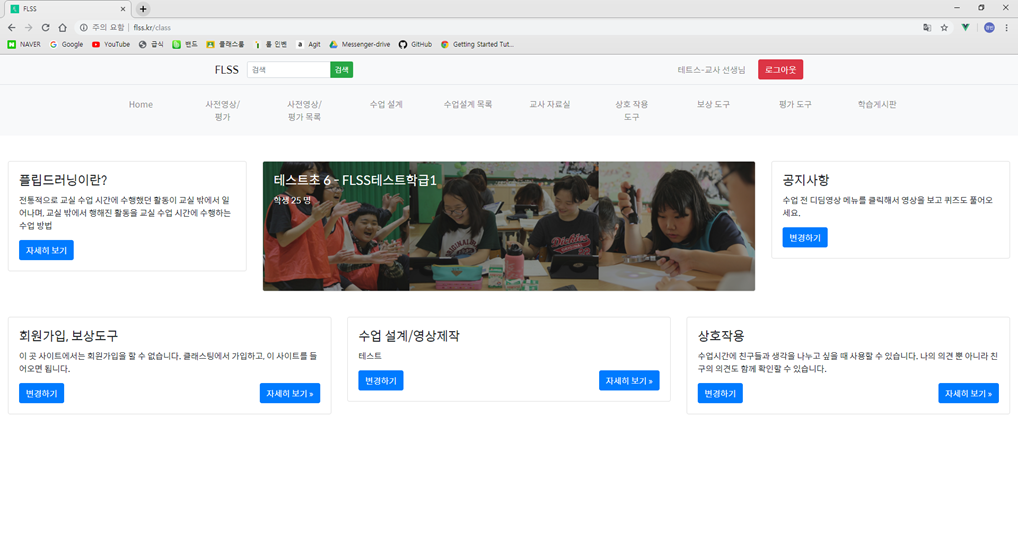 FLSS
주의 요함 | flss.kr/class
NAVER
Google
YouTube
급식
밴드
클래스룸
폼 인벤
Agit
Messenger-drive
GitHub
Getting Started Tut...
FLSS
검색
검색
테트스-교사 선생님
로그아웃
Home
사전영상/
평가
사전영상/
평가 목록
수업 설계
수업설계 목록
교사 자료실
상호 작용
도구
보상 도구
평가 도구
학습게시판
플립드러닝이란?
전통적으로 교실 수업 시간에 수행했던 활동이 교실 밖에서 일
어나며, 교실 밖에서 행해진 활동을 교실 수업 시간에 수행하는
수업 방법
자세히 보기
테스트초 6 - FLSS테스트학급1
학생 25 명
공지사항
수업 전 디딤영상 메뉴를 클릭해서 영상을 보고 퀴즈도 풀어오
세요.
변경하기
회원가입, 보상도구
이 곳 사이트에서는 회원가입을 할 수 없습니다. 클래스팅에서 가입하고, 이 사이트를 들
어오면 됩니다.
변경하기
자세히 보기 »
수업 설계/영상제작
테스트
변경하기
자세히 보기 »
상호작용
수업시간에 친구들과 생각을 나누고 싶을 때 사용할 수 있습니다. 나의 의견 뿐 아니라 친
구의 의견도 함께 확인할 수 있습니다.
변경하기
자세히 보기 »